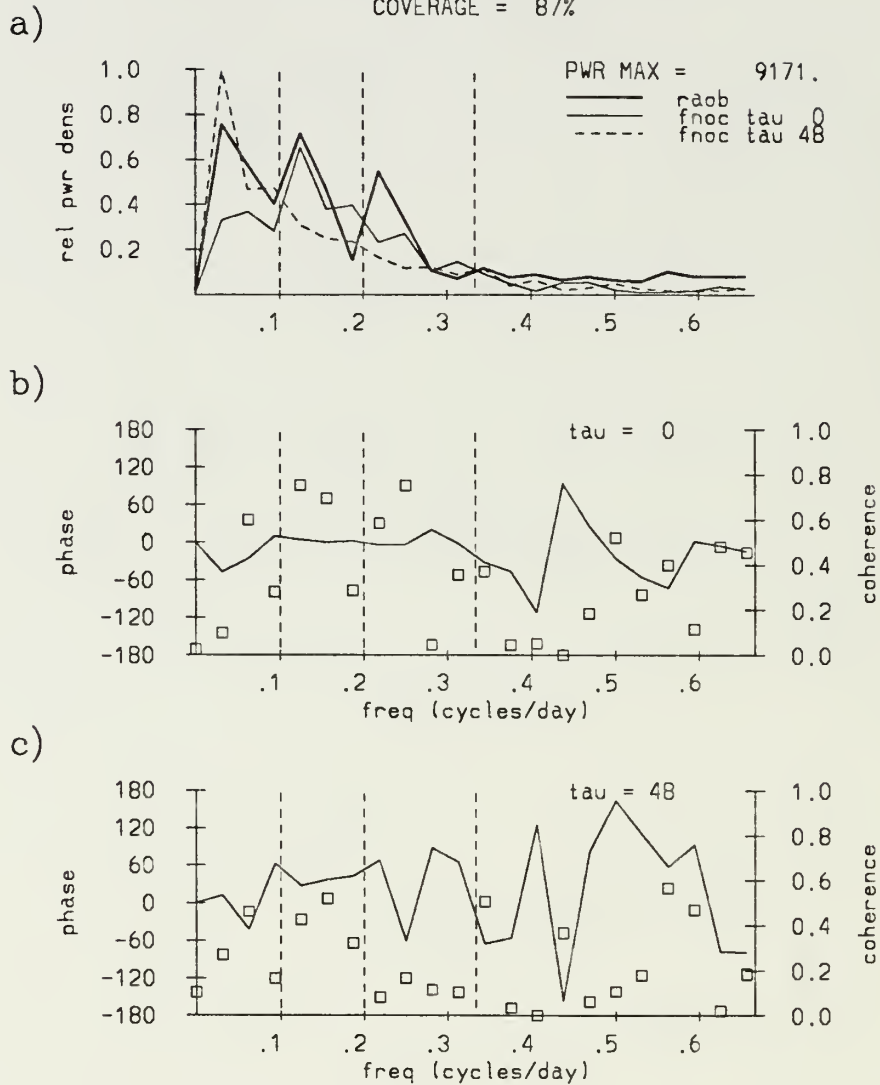 COVERAGE = 87%
a)
PWR MAX = 9171.
raob
fnoc tau 0
fnoc tau 48
rel pwr dens
1.0
0.8
0.6
0.4
0.2
.1 .2 .3 .4 .5 .6
b)
tau = 0
phase
180
120
60
0
-60
-120
-180
1.0
0.8
0.6
0.4
0.2
0.0
coherence
.1 .2 .3 .4 .5 .6
freq (cycles/day)
c)
tau = 48
phase
180
120
60
0
-60
-120
-180
1.0
0.8
0.6
0.4
0.2
0.0
coherence
.1 .2 .3 .4 .5 .6
freq (cycles/day)